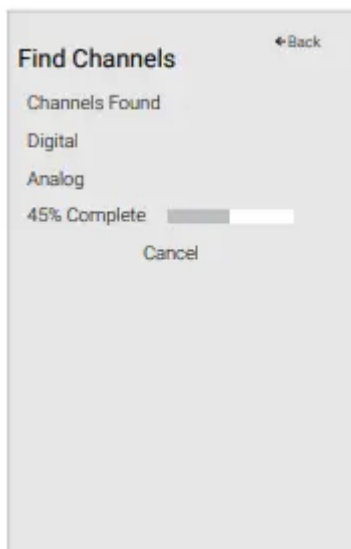 ←Back
Find Channels
Channels Found
Digital
Analog
45% Complete
Cancel